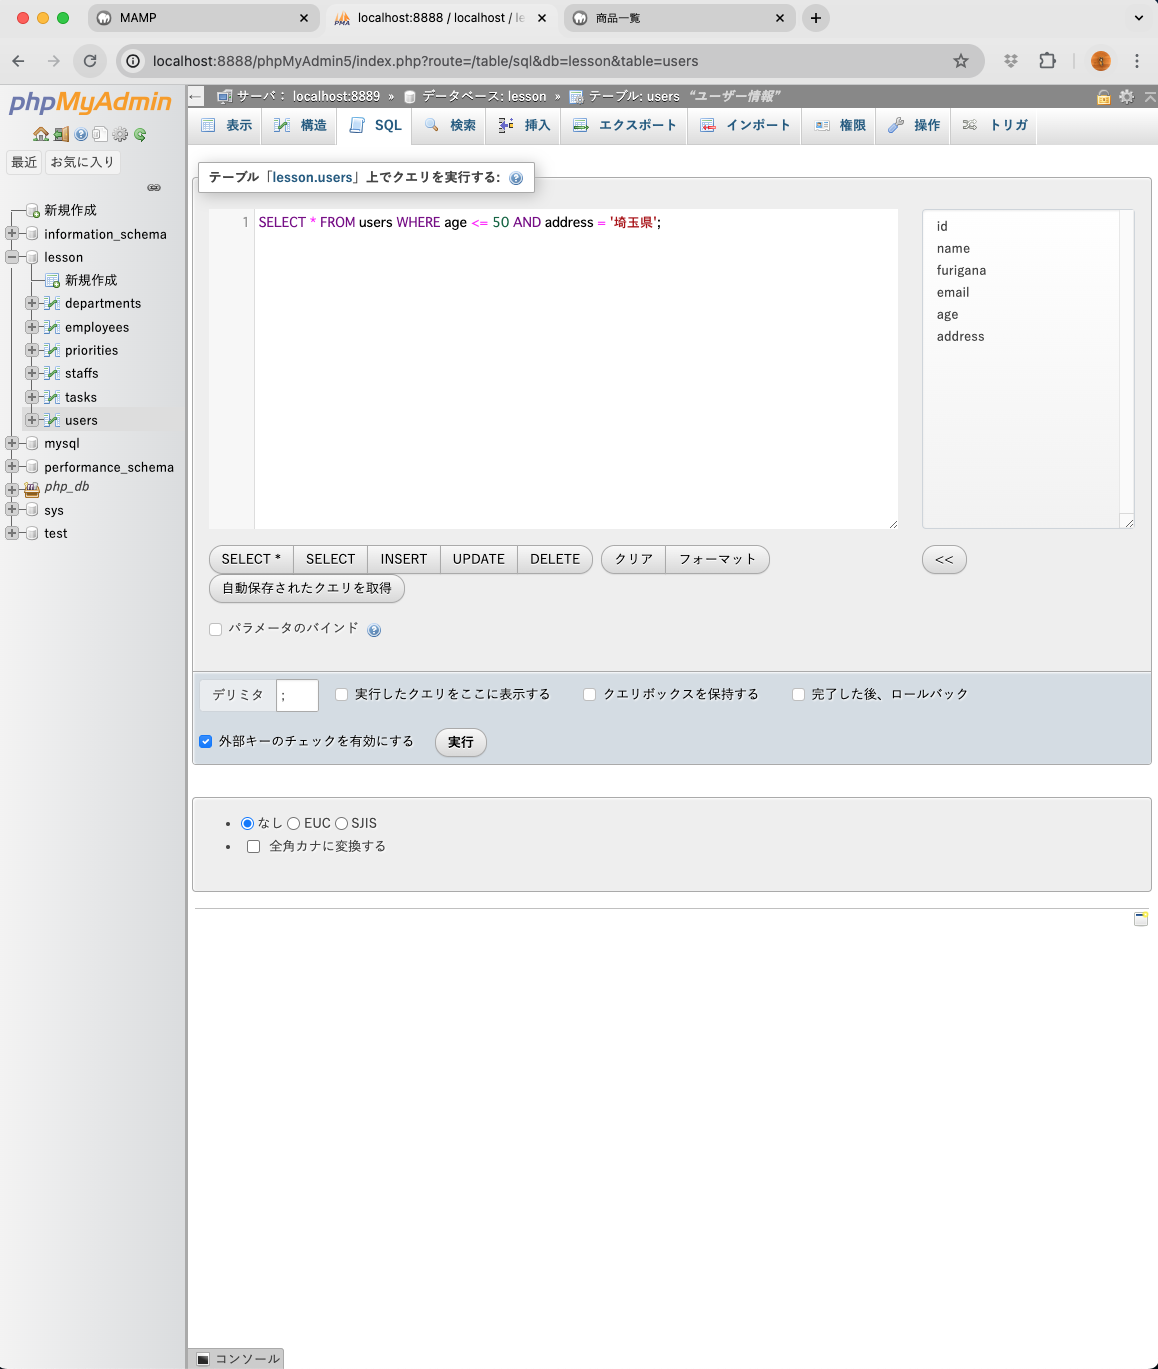 MAMP
localhost:8888 / localhost / le
商品一覧
localhost:8888/phpMyAdmin5/index.php?route=/table/sql&db=lesson&table=users
phpMyAdmin
サーバ: localhost:8889 » データベース: lesson » テーブル: users “ユーザー情報”
表示 構造 SQL 検索 挿入 エクスポート インポート 権限 操作 トリガ
最近 お気に入り
新規作成
information_schema
lesson
新規作成
departments
employees
priorities
staffs
tasks
users
mysql
performance_schema
php_db
sys
test
テーブル「lesson.users」上でクエリを実行する:
1 SELECT * FROM users WHERE age <= 50 AND address = '埼玉県';
id
name
furigana
email
age
address
SELECT * SELECT INSERT UPDATE DELETE クリア フォーマット <<
自動保存されたクエリを取得
パラメータのバインド
デリミタ ; 実行したクエリをここに表示する クエリボックスを保持する 完了した後、ロールバック
外部キーのチェックを有効にする 実行
なし EUC SJIS
全角カナに変換する
コンソール